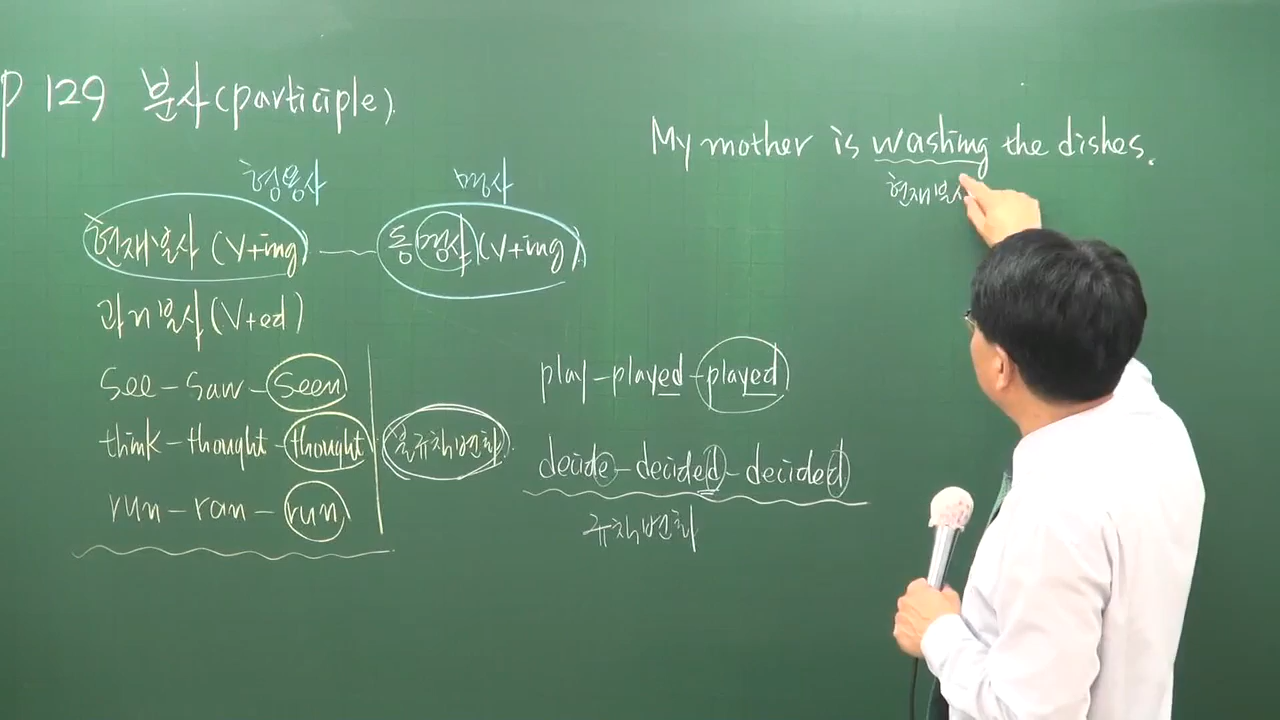 p 129 분사(participle).
형용사 명사
현재분사 (V+ing) — 동명사(V+ing)
과거분사(V+ed)
see - saw - seen
think - thought - thought 불규칙변화
run - ran - run
play - played - played
decide - decided - decided
규칙변화
My mother is washing the dishes.
현재분사